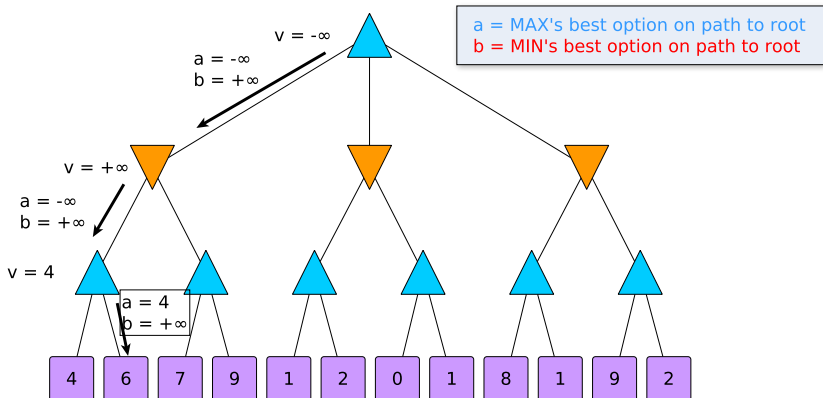 a = MAX's best option on path to root
b = MIN's best option on path to root
v = -∞
a = -∞
b = +∞
v = +∞
a = -∞
b = +∞
v = 4
a = 4
b = +∞
4 6 7 9 1 2 0 1 8 1 9 2